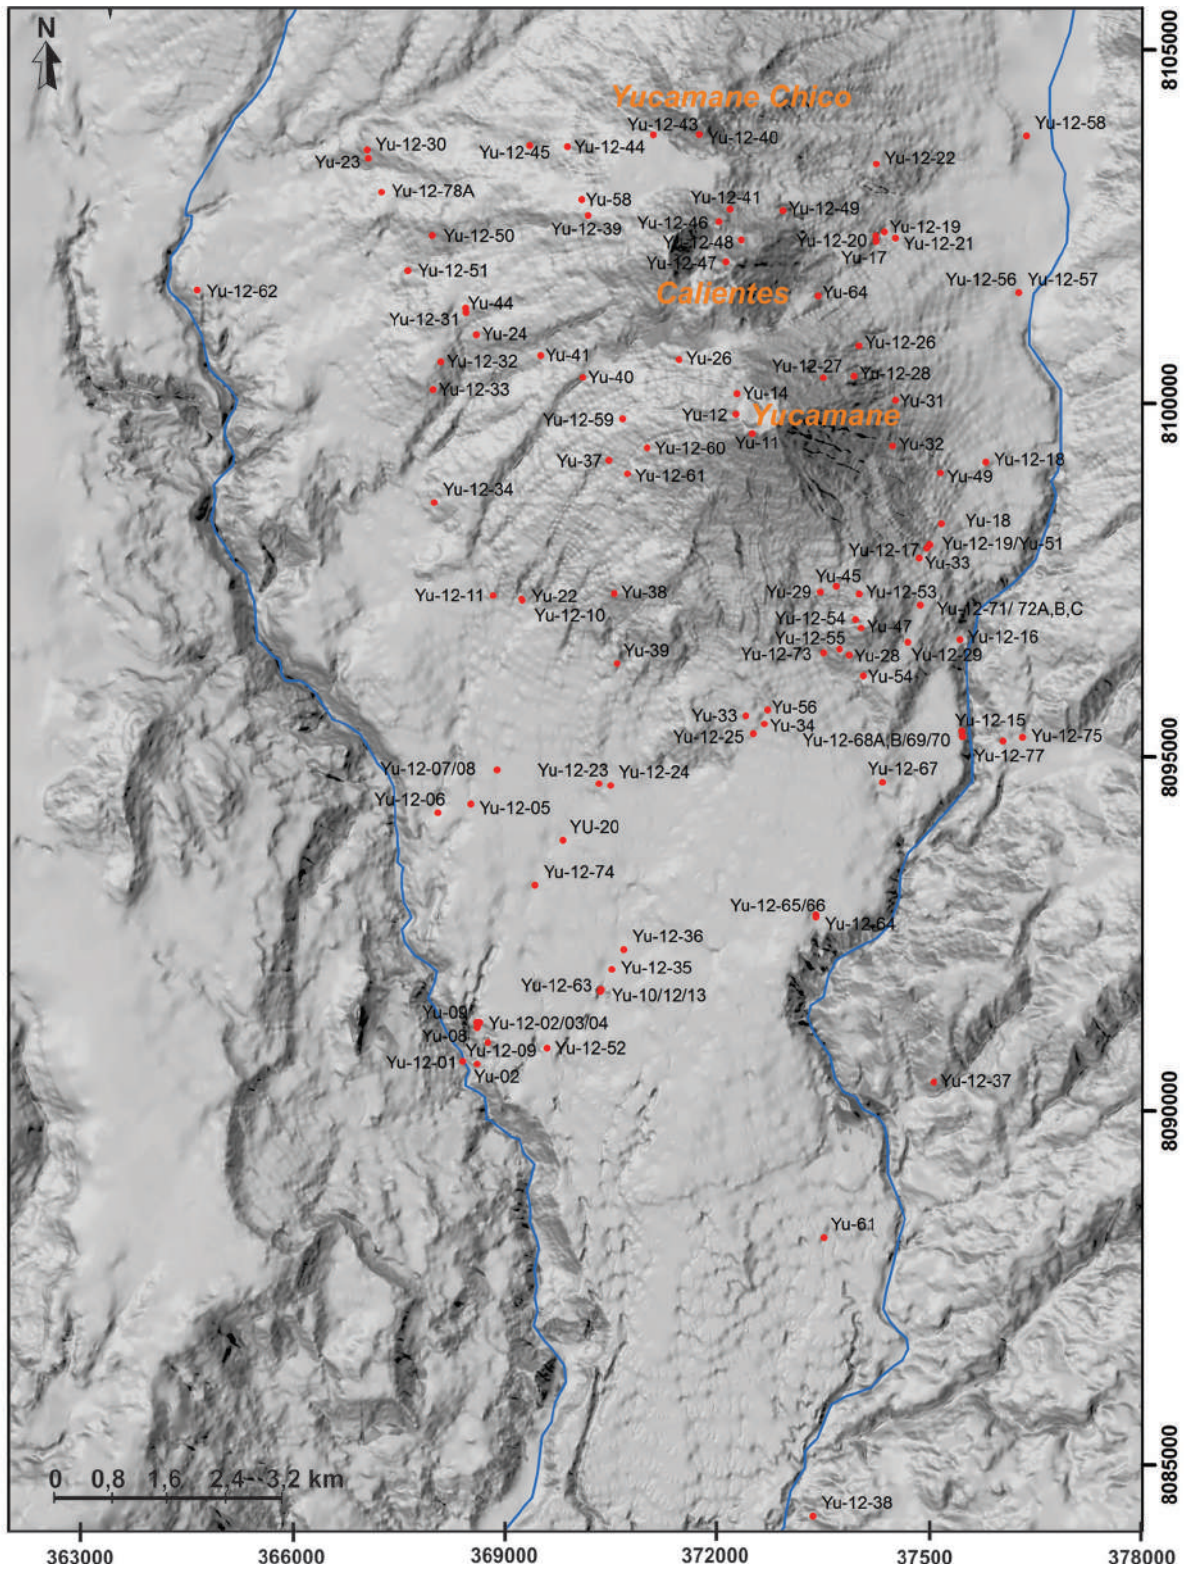 N
8105000
Yucamane Chico
Yu-12-43
Yu-12-58
Yu-12-30
Yu-12-45
Yu-12-44
Yu-12-40
Yu-23
Yu-12-22
Yu-12-78A
Yu-58
Yu-12-41
Yu-12-49
Yu-12-39
Yu-12-46
Yu-12-19
Yu-12-50
Yu-12-48
Yu-12-20
Yu-12-21
Yu-17
Yu-12-47
Yu-12-51
Yu-12-56
Yu-12-57
Yu-12-62
Calientes
Yu-64
Yu-44
Yu-12-31
Yu-24
Yu-12-26
Yu-41
Yu-26
Yu-12-32
Yu-12-27
Yu-12-28
Yu-40
Yu-12-33
Yu-14
Yu-31
8100000
Yu-12
Yucamane
Yu-12-59
Yu-11
Yu-32
Yu-12-60
Yu-37
Yu-12-18
Yu-12-61
Yu-49
Yu-12-34
Yu-18
Yu-12-17
Yu-12-19/Yu-51
Yu-33
Yu-45
Yu-12-11
Yu-22
Yu-38
Yu-29
Yu-12-53
Yu-12-10
Yu-12-71/ 72A,B,C
Yu-12-54
Yu-47
Yu-12-55
Yu-12-16
Yu-39
Yu-12-73
Yu-28
Yu-12-29
Yu-54
Yu-56
Yu-33
Yu-34
Yu-12-15
Yu-12-25
Yu-12-68A,B/69/70
Yu-12-75
Yu-12-77
8095000
Yu-12-07/08
Yu-12-23
Yu-12-24
Yu-12-67
Yu-12-06
Yu-12-05
YU-20
Yu-12-74
Yu-12-65/66
Yu-12-64
Yu-12-36
Yu-12-35
Yu-12-63
Yu-10/12/13
Yu-09
Yu-12-02/03/04
Yu-08
Yu-12-09
Yu-12-52
Yu-12-01
Yu-02
Yu-12-37
8090000
Yu-61
8085000
0 0,8 1,6 2,4 3,2 km
Yu-12-38
363000 366000 369000 372000 37500 378000